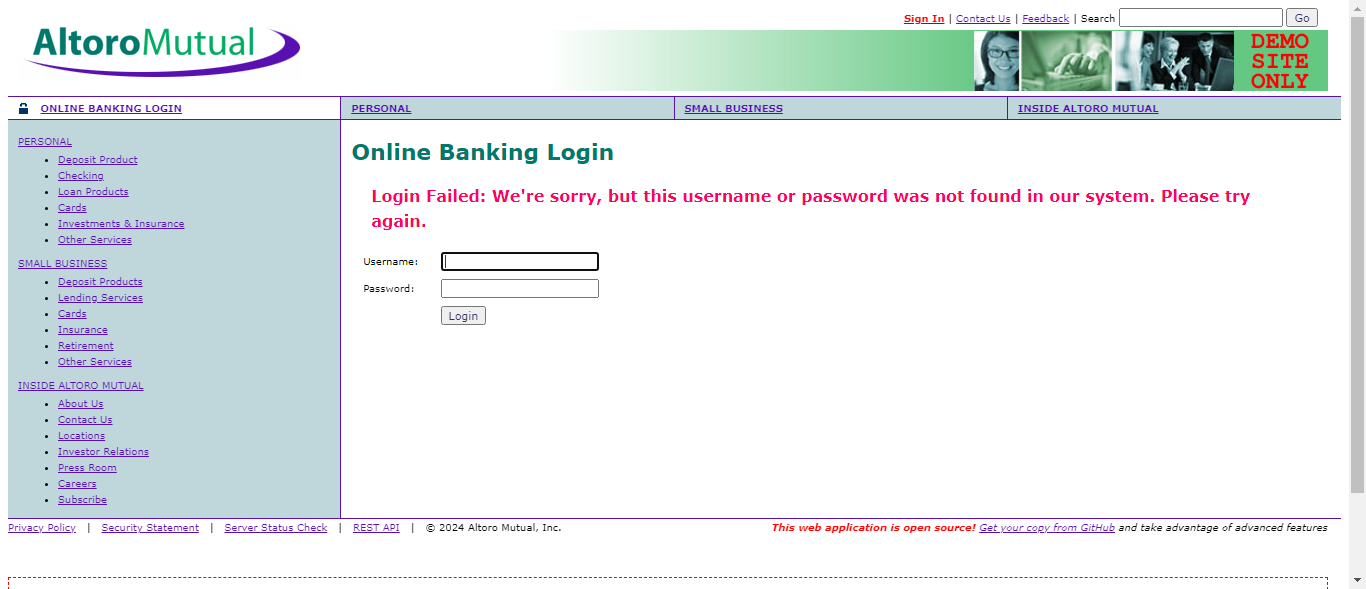 Sign In | Contact Us | Feedback | Search Go
AltoroMutual
DEMO
SITE
ONLY
ONLINE BANKING LOGIN
PERSONAL
SMALL BUSINESS
INSIDE ALTORO MUTUAL
PERSONAL
Deposit Product
Checking
Loan Products
Cards
Investments & Insurance
Other Services
SMALL BUSINESS
Deposit Products
Lending Services
Cards
Insurance
Retirement
Other Services
INSIDE ALTORO MUTUAL
About Us
Contact Us
Locations
Investor Relations
Press Room
Careers
Subscribe
Online Banking Login
Login Failed: We're sorry, but this username or password was not found in our system. Please try
again.
Username:
Password:
Login
Privacy Policy | Security Statement | Server Status Check | REST API | © 2024 Altoro Mutual, Inc.
This web application is open source! Get your copy from GitHub and take advantage of advanced features